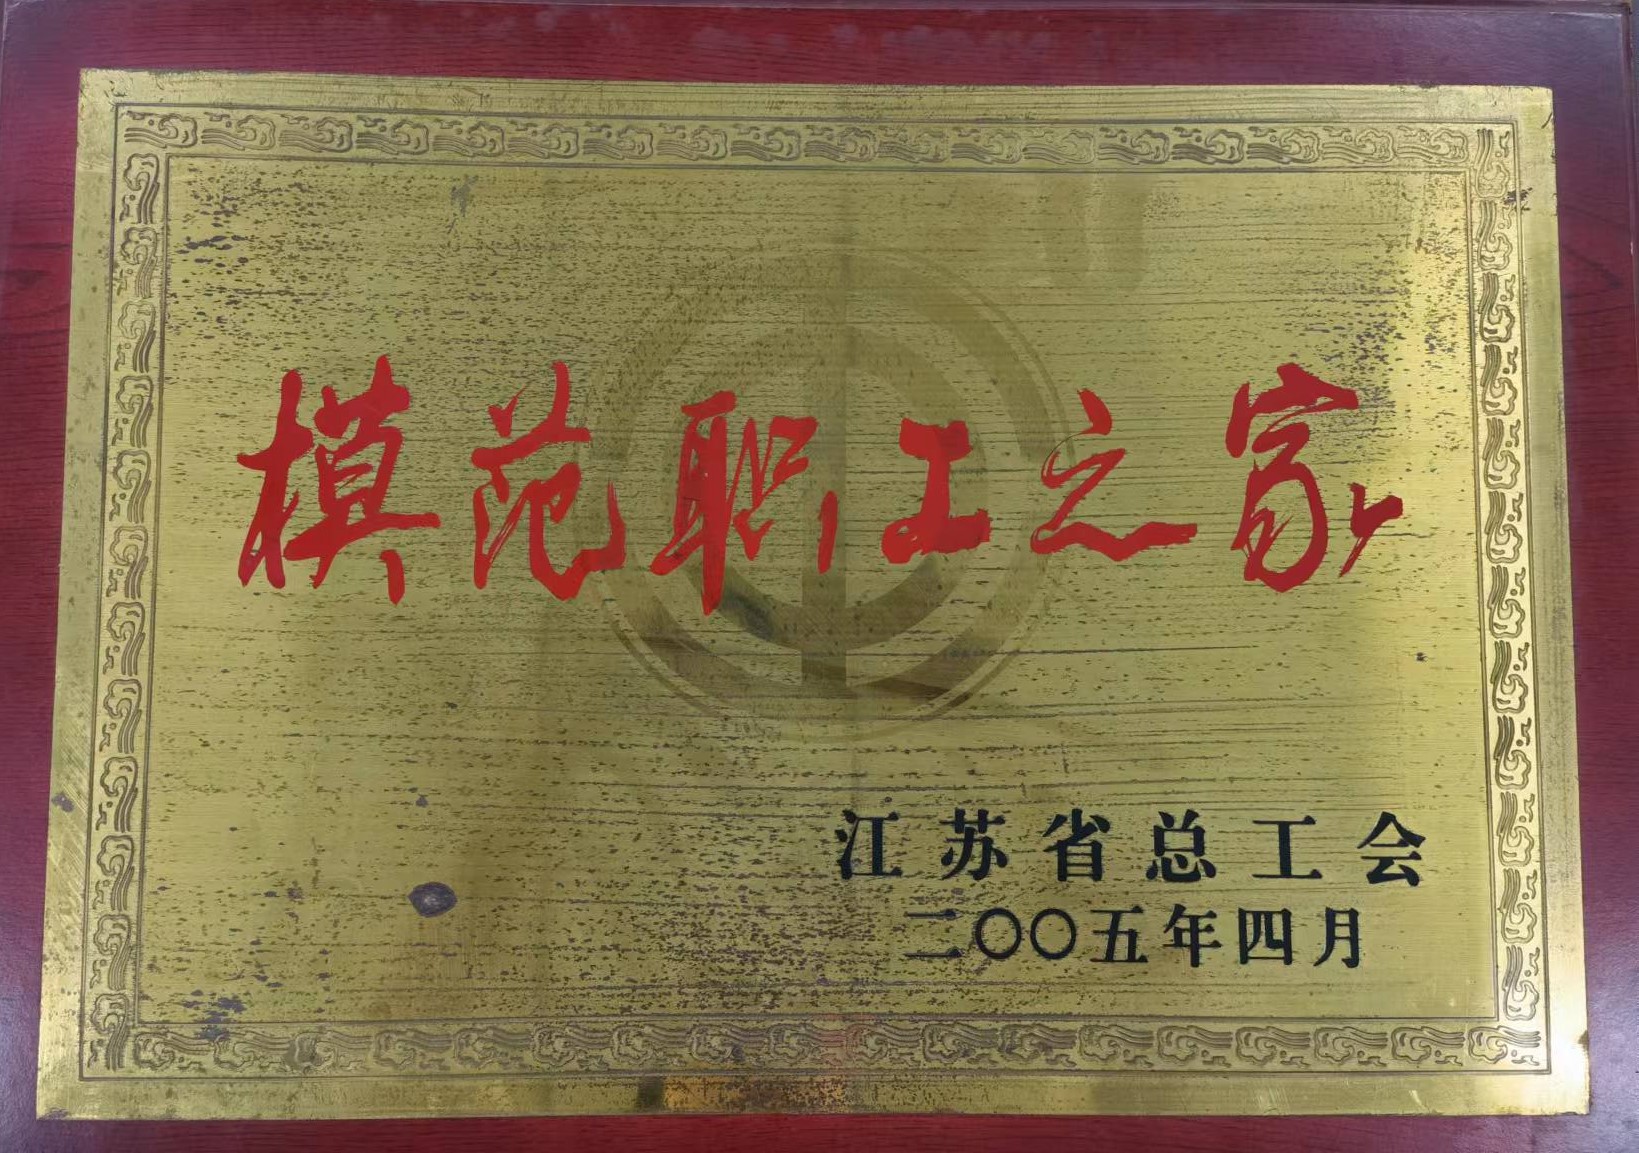 模范职工之家
江苏省总工会
二〇〇五年四月